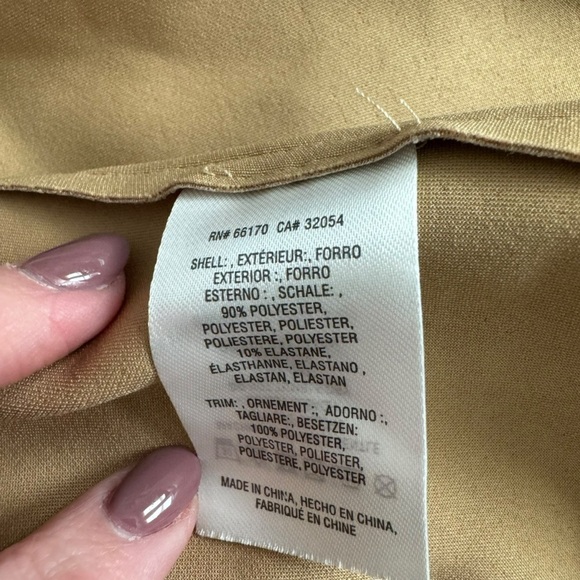 RN# 66170 CA# 32054
SHELL: , EXTÉRIEUR:, FORRO
EXTERIOR :, FORRO
ESTERNO : , SCHALE: ,
90% POLYESTER,
POLYESTER, POLIESTER,
POLIESTERE, POLYESTER
10% ELASTANE,
ÉLASTHANNE, ELASTANO ,
ELASTAN, ELASTAN
TRIM: , ORNEMENT :, ADORNO :,
TAGLIARE:, BESETZEN:
100% POLYESTER,
POLYESTER, POLIESTER,
POLIESTERE, POLYESTER
MADE IN CHINA, HECHO EN CHINA,
FABRIQUÉ EN CHINE